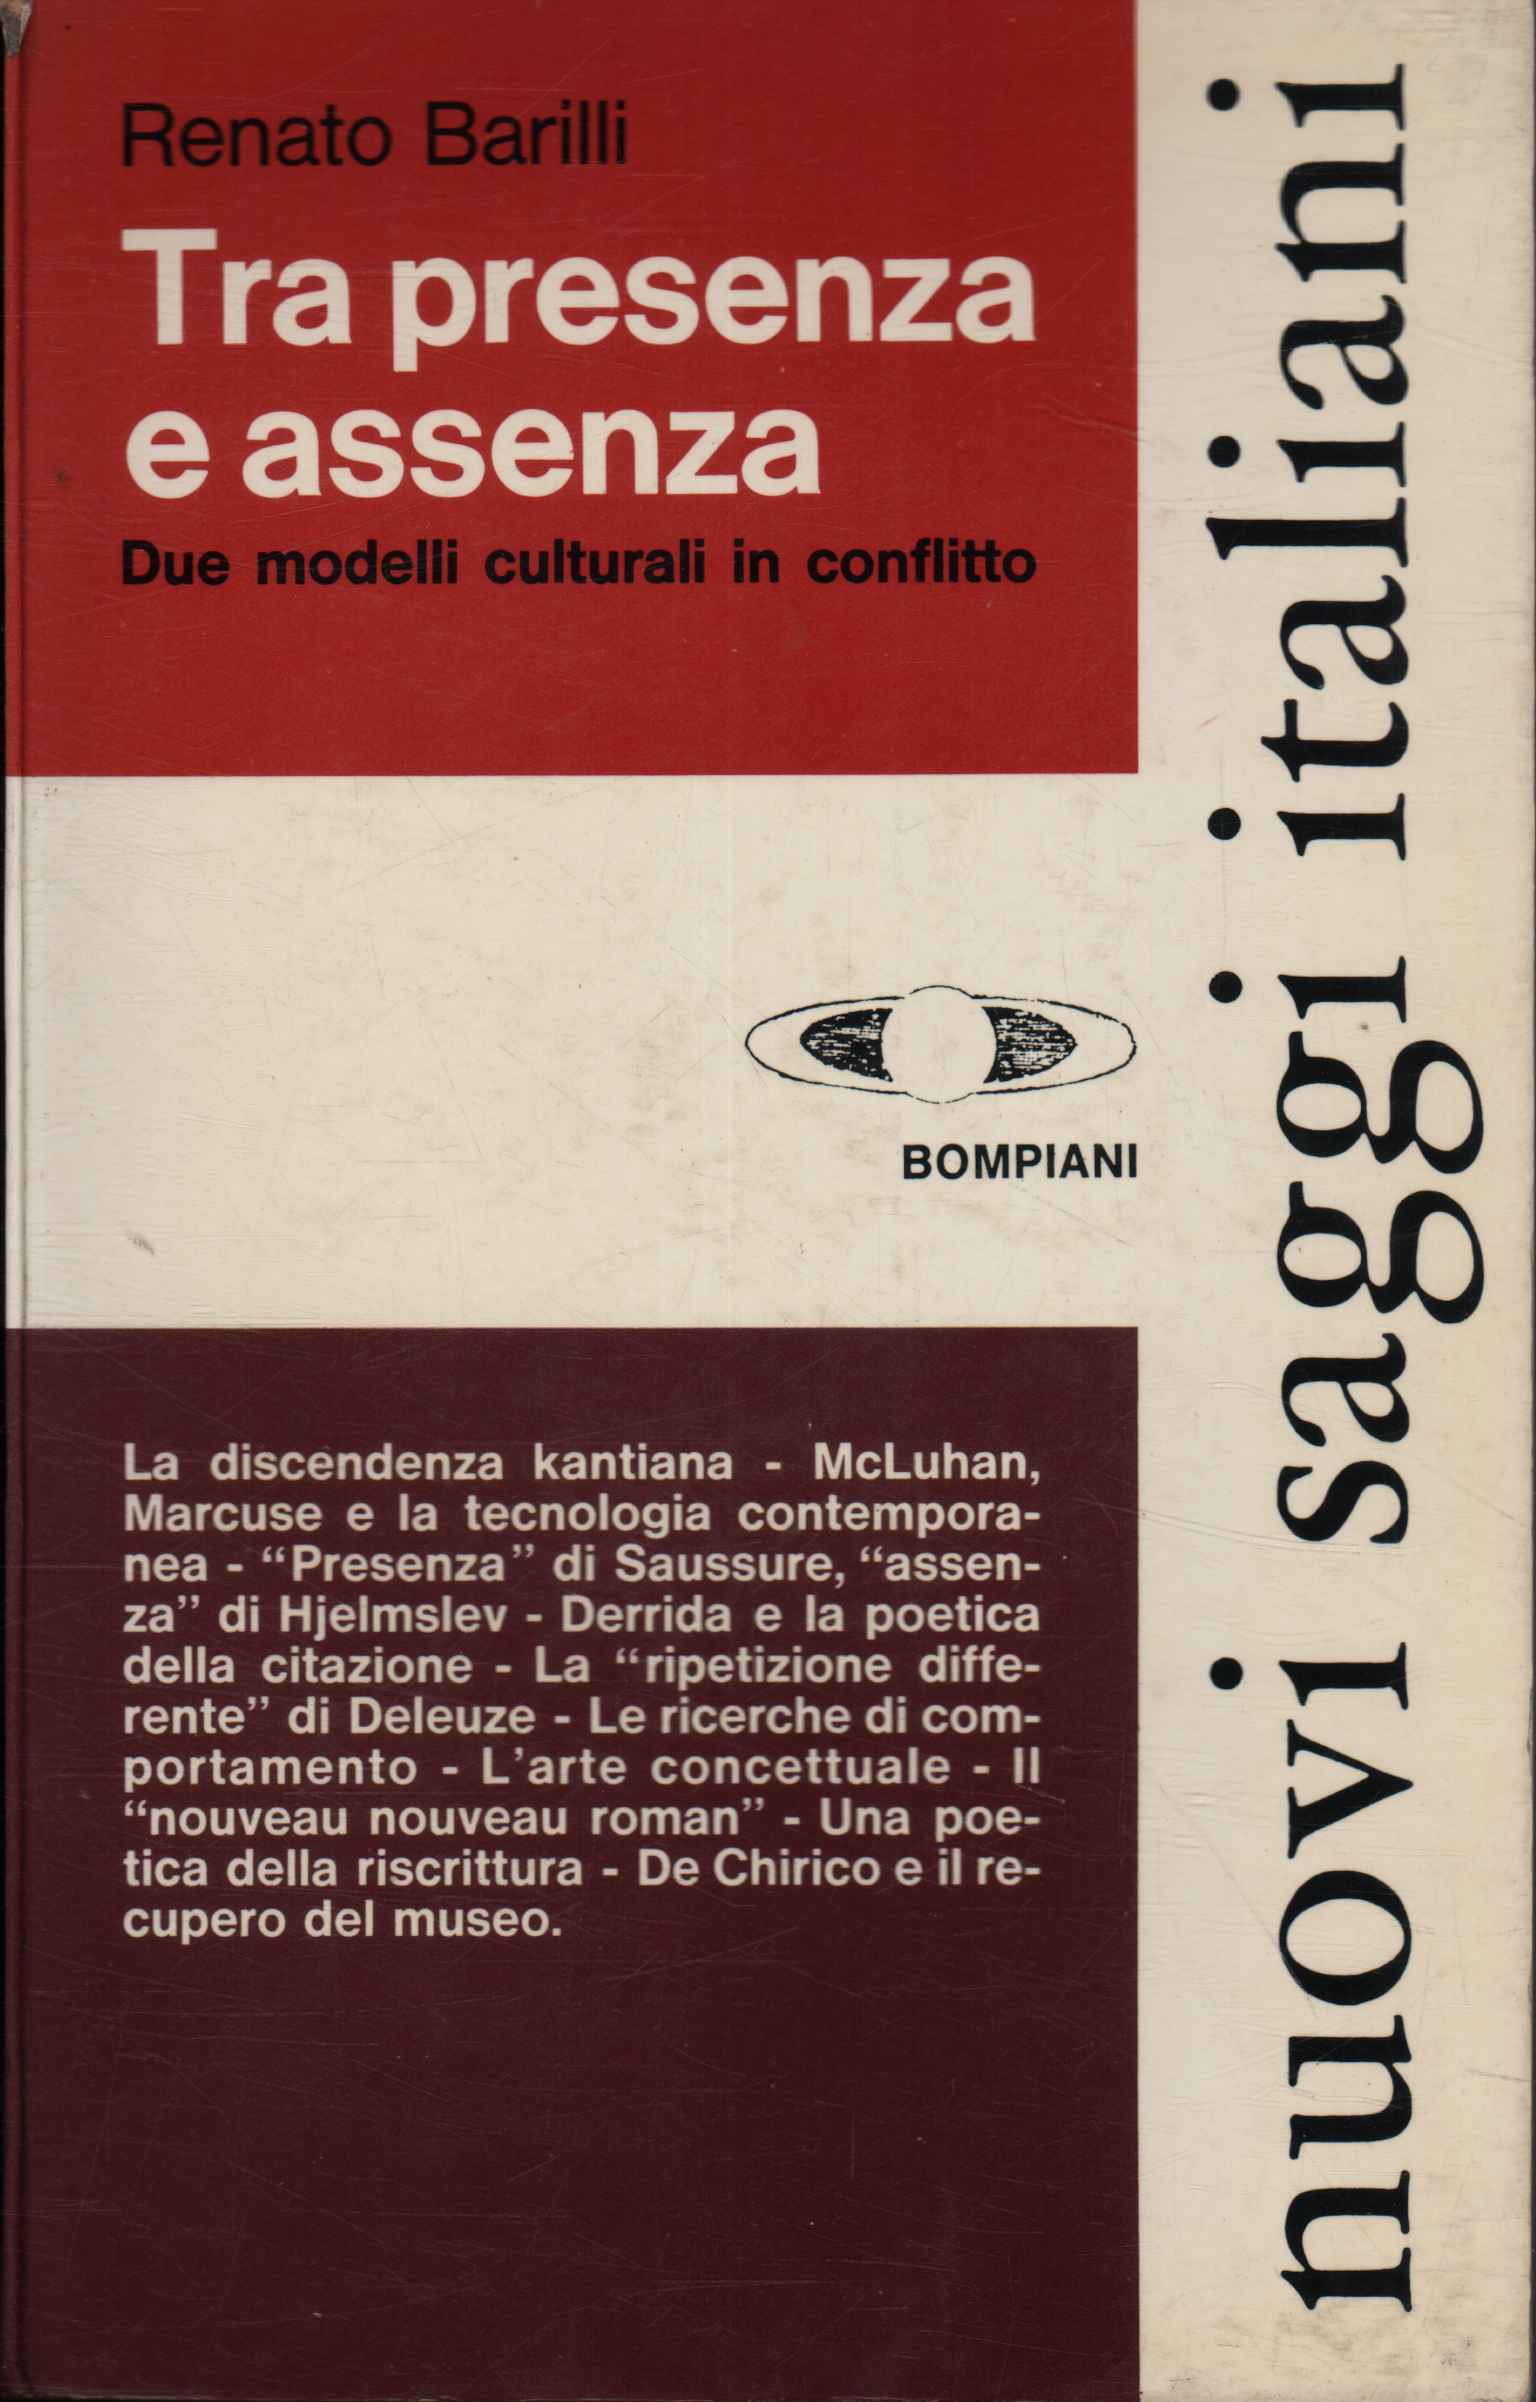 Renato Barilli
Tra presenza
e assenza
Due modelli culturali in conflitto
BOMPIANI
La discendenza kantiana - McLuhan,
Marcuse e la tecnologia contempora-
nea - “Presenza” di Saussure, “assen-
za” di Hjelmslev - Derrida e la poetica
della citazione - La “ripetizione diffe-
rente” di Deleuze - Le ricerche di com-
portamento - L’arte concettuale - Il
“nouveau nouveau roman” - Una poe-
tica della riscrittura - De Chirico e il re-
cupero del museo.
nuovi saggi italiani